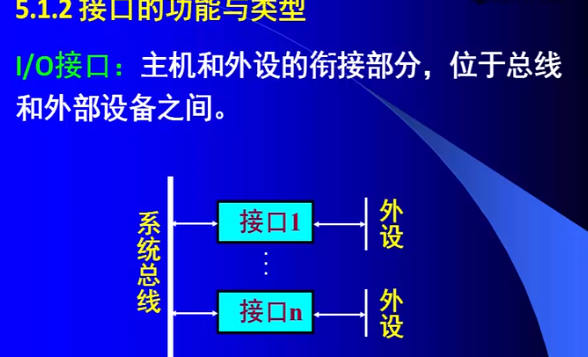 5.1.2 接口的功能与类型
I/O接口：主机和外设的衔接部分，位于总线
和外部设备之间。
系统总线
接口1
外设
⋮
接口n
外设